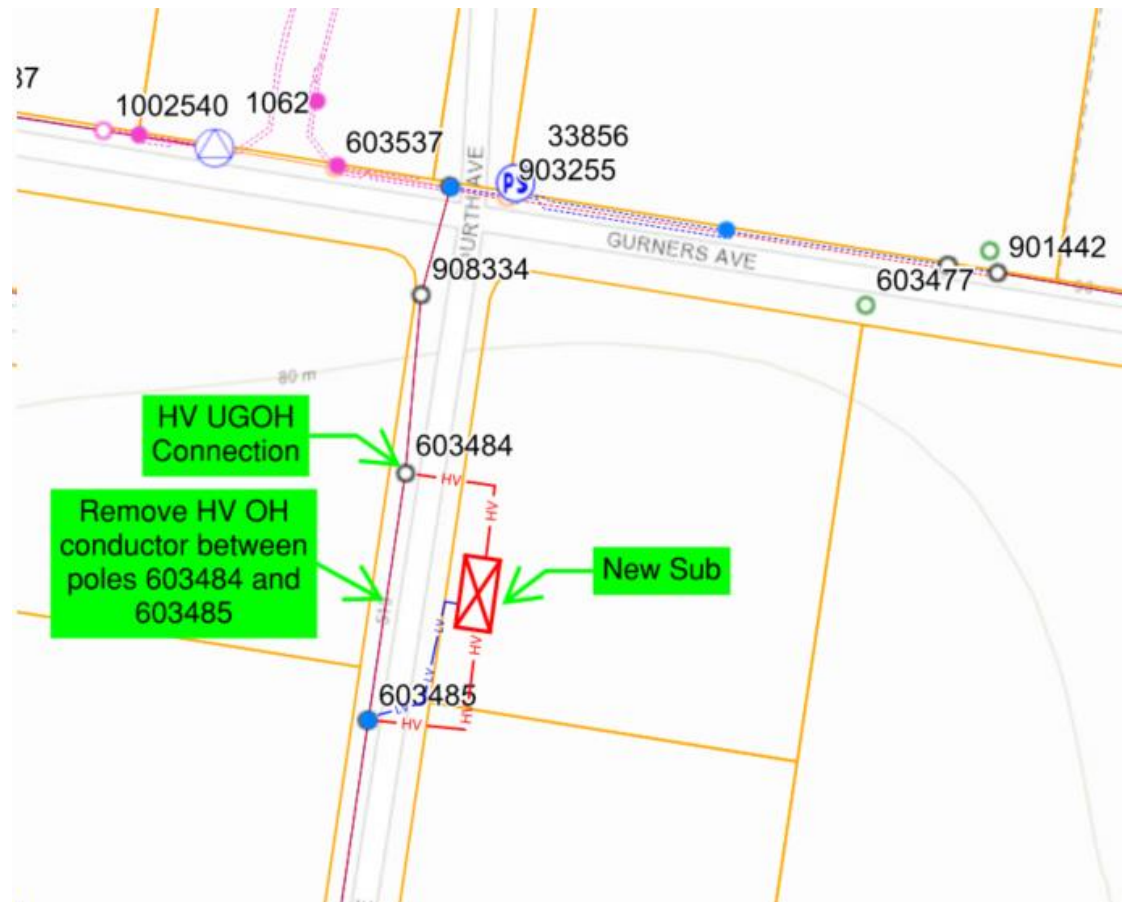 37
1002540
1062
603537
33856
903255
PS
URTH AVE
GURNERS AVE
901442
603477
908334
80 m
HV UGOH
Connection
603484
HV
HV
Remove HV OH
conductor between
poles 603484 and
603485
New Sub
LV
HV
LV
603485
LV
HV
HV